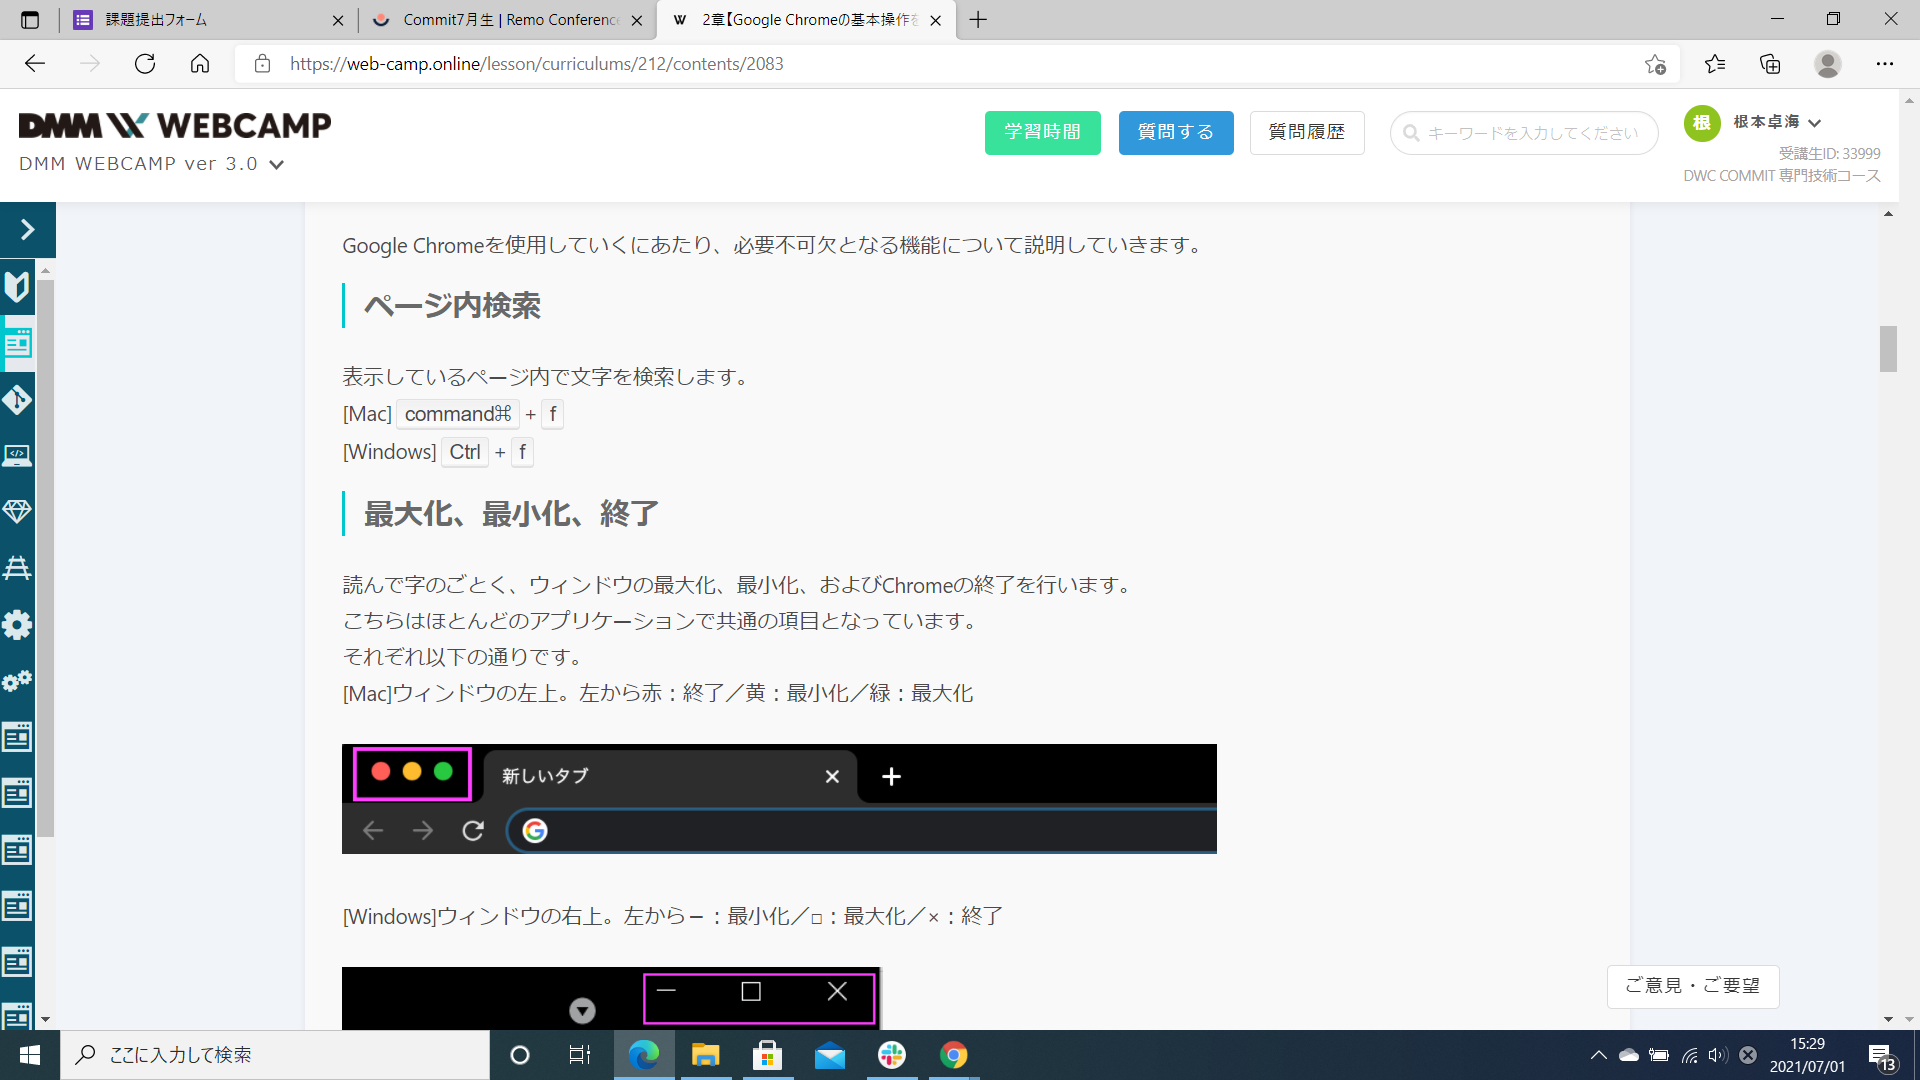 課題提出フォーム
Commit7月生 | Remo Conference
2章【Google Chromeの基本操作を
https://web-camp.online/lesson/curriculums/212/contents/2083
DMM WEBCAMP
DMM WEBCAMP ver 3.0
学習時間
質問する
質問履歴
キーワードを入力してください
根
根本卓海
受講生ID: 33999
DWC COMMIT 専門技術コース
Google Chromeを使用していくにあたり、必要不可欠となる機能について説明していきます。
ページ内検索
表示しているページ内で文字を検索します。
[Mac] command⌘ + f
[Windows] Ctrl + f
最大化、最小化、終了
読んで字のごとく、ウィンドウの最大化、最小化、およびChromeの終了を行います。
こちらはほとんどのアプリケーションで共通の項目となっています。
それぞれ以下の通りです。
[Mac]ウィンドウの左上。左から赤：終了／黄：最小化／緑：最大化
新しいタブ
[Windows]ウィンドウの右上。左から－：最小化／□：最大化／×：終了
ご意見・ご要望
ここに入力して検索
15:29
2021/07/01
13